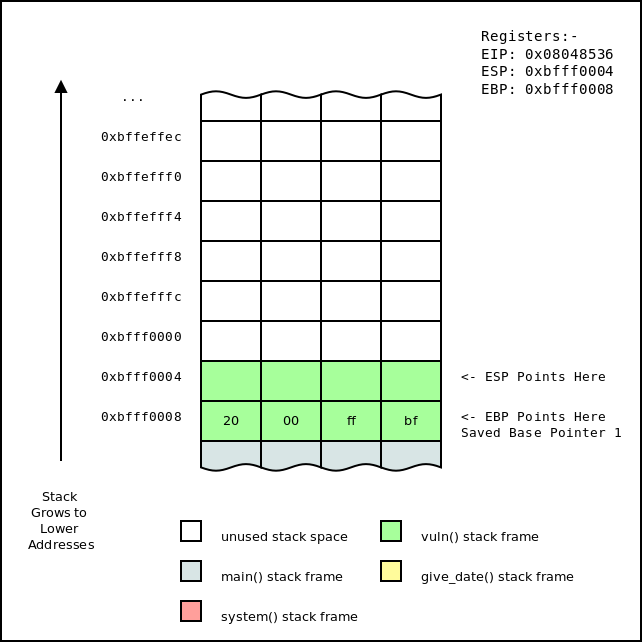 Registers:-
EIP: 0x08048536
ESP: 0xbfff0004
EBP: 0xbfff0008
...
0xbffeffec
0xbffefff0
0xbffefff4
0xbffefff8
0xbffefffc
0xbfff0000
0xbfff0004
<- ESP Points Here
0xbfff0008
20 00 ff bf
<- EBP Points Here
Saved Base Pointer 1
Stack
Grows to
Lower
Addresses
unused stack space
vuln() stack frame
main() stack frame
give_date() stack frame
system() stack frame